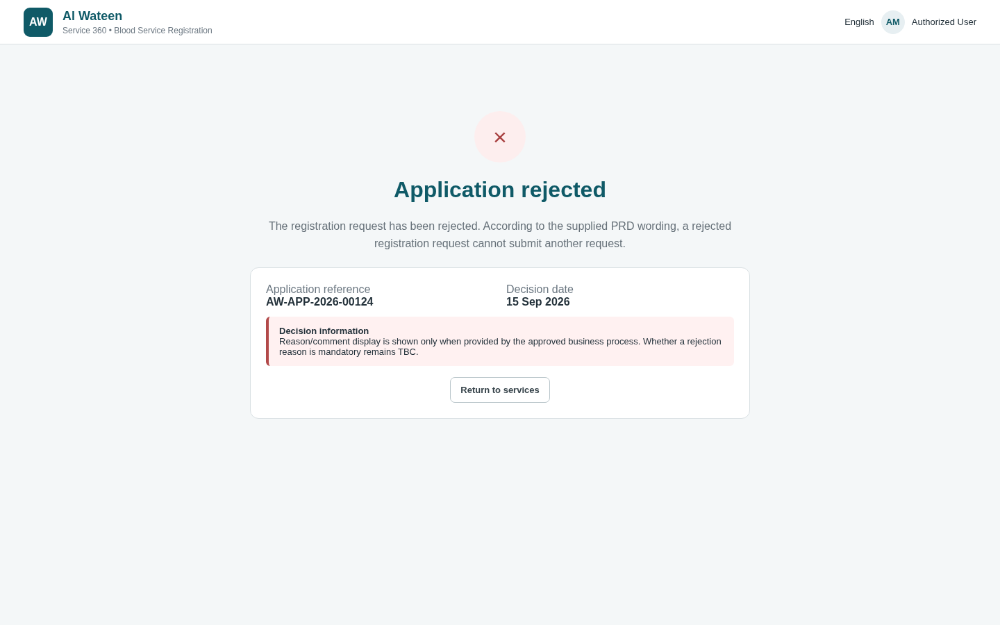 AW
Al Wateen
Service 360 • Blood Service Registration
English
AM
Authorized User
×
Application rejected
The registration request has been rejected. According to the supplied PRD wording, a rejected
registration request cannot submit another request.
Application reference
AW-APP-2026-00124
Decision date
15 Sep 2026
Decision information
Reason/comment display is shown only when provided by the approved business process. Whether a rejection
reason is mandatory remains TBC.
Return to services